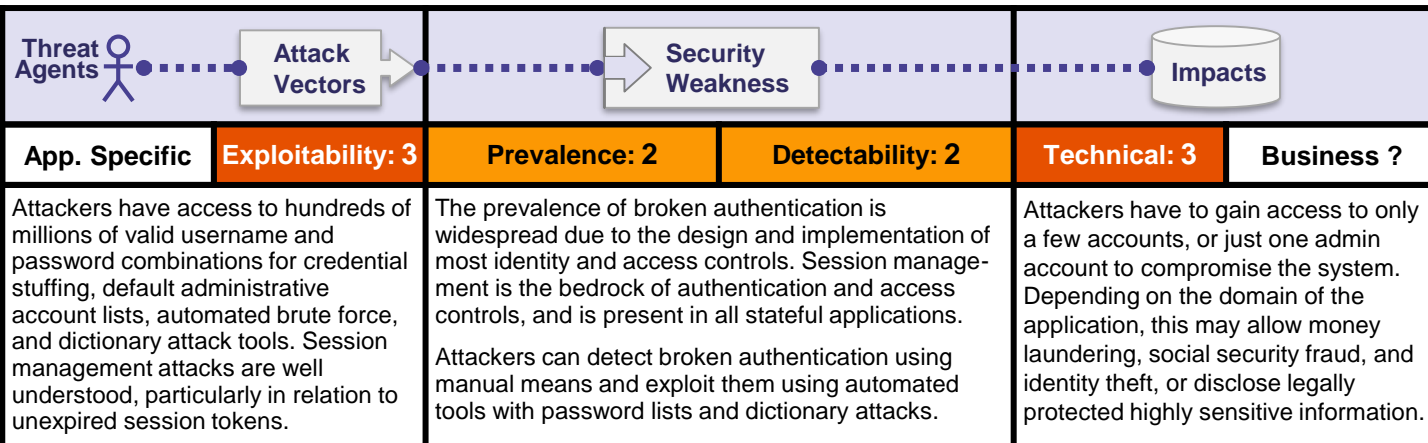 Threat
Agents
Attack
Vectors
Security
Weakness
Impacts
App. Specific
Exploitability: 3
Prevalence: 2
Detectability: 2
Technical: 3
Business ?
Attackers have access to hundreds of
millions of valid username and
password combinations for credential
stuffing, default administrative
account lists, automated brute force,
and dictionary attack tools. Session
management attacks are well
understood, particularly in relation to
unexpired session tokens.
The prevalence of broken authentication is
widespread due to the design and implementation of
most identity and access controls. Session manage-
ment is the bedrock of authentication and access
controls, and is present in all stateful applications.
Attackers can detect broken authentication using
manual means and exploit them using automated
tools with password lists and dictionary attacks.
Attackers have to gain access to only
a few accounts, or just one admin
account to compromise the system.
Depending on the domain of the
application, this may allow money
laundering, social security fraud, and
identity theft, or disclose legally
protected highly sensitive information.